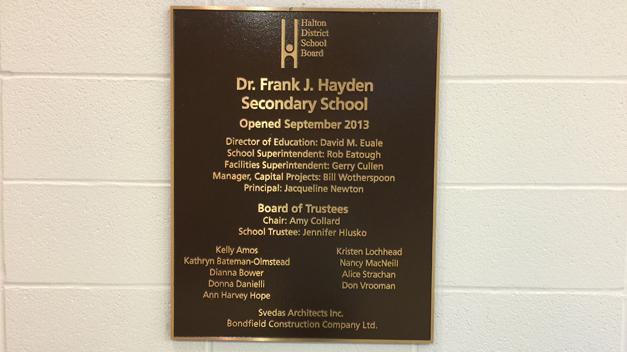 Halton
District
School
Board
Dr. Frank J. Hayden
Secondary School
Opened September 2013
Director of Education: David M. Euale
School Superintendent: Rob Eatough
Facilities Superintendent: Gerry Cullen
Manager, Capital Projects: Bill Wotherspoon
Principal: Jacqueline Newton
Board of Trustees
Chair: Amy Collard
School Trustee: Jennifer Hlusko
Kelly Amos
Kathryn Bateman-Olmstead
Dianna Bower
Donna Danielli
Ann Harvey Hope
Kristen Lochhead
Nancy MacNeill
Alice Strachan
Don Vrooman
Svedas Architects Inc.
Bondfield Construction Company Ltd.